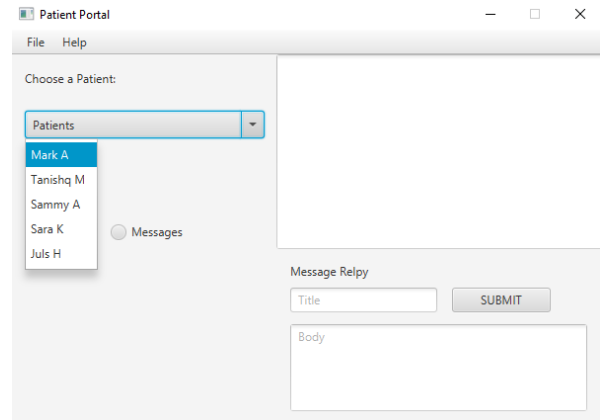 Patient Portal
File Help
Choose a Patient:
Patients
Mark A
Tanishq M
Sammy A
Sara K
Juls H
Messages
Message Relpy
Title
SUBMIT
Body